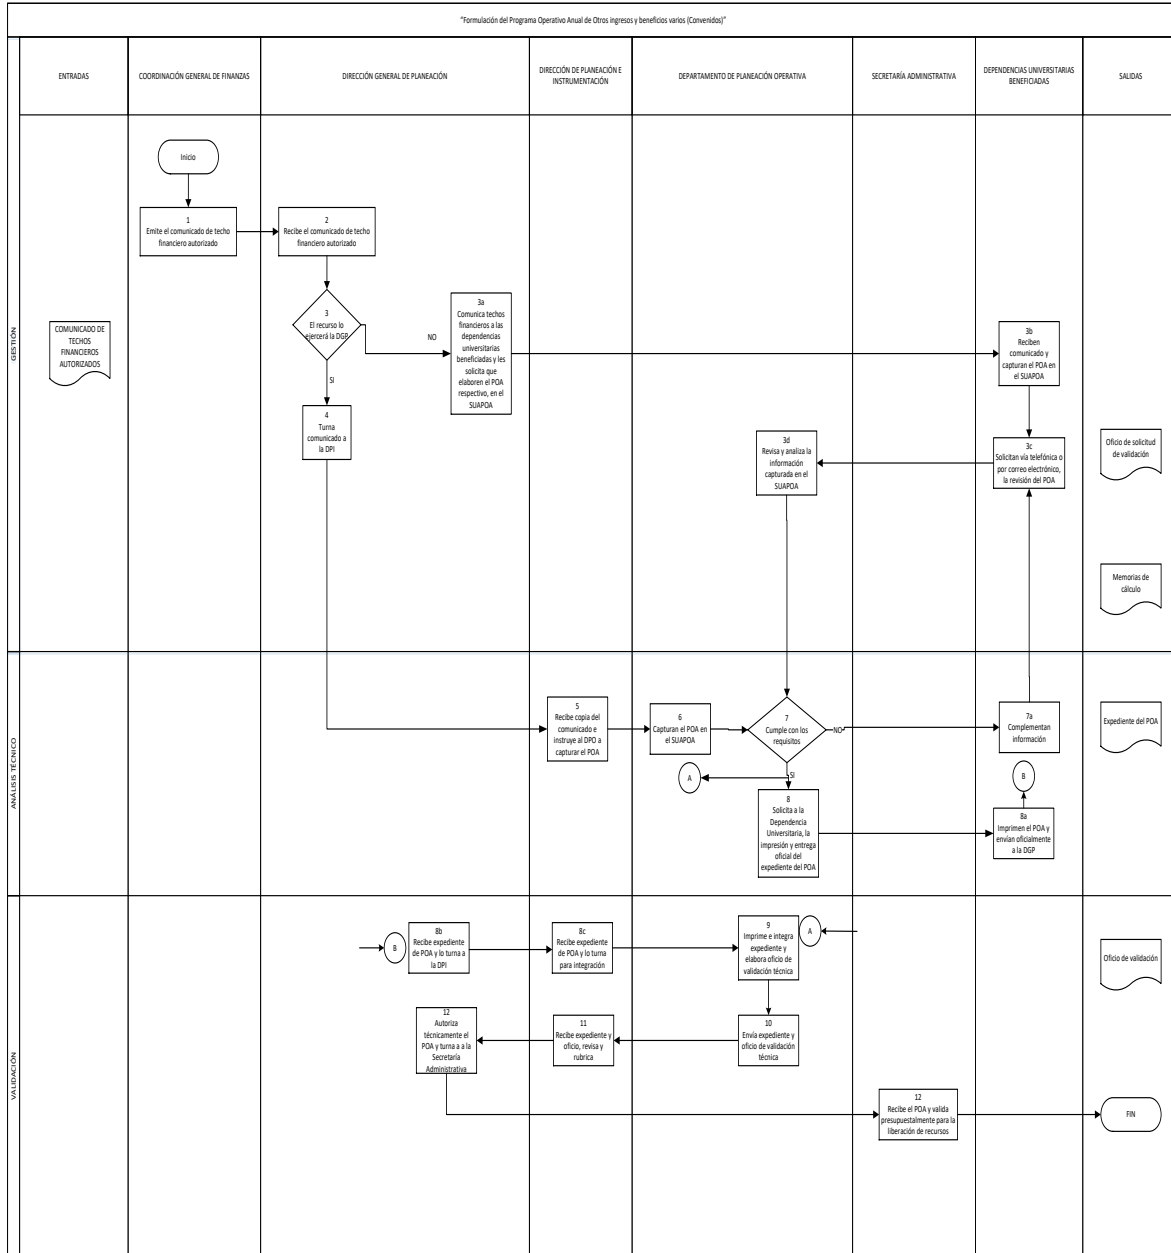 "Formulación del Programa Operativo Anual de Otros ingresos y beneficios varios (Convenidos)"
ENTRADAS
COORDINACIÓN GENERAL DE FINANZAS
DIRECCIÓN GENERAL DE PLANEACIÓN
DIRECCIÓN DE PLANEACIÓN E
INSTRUMENTACIÓN
DEPARTAMENTO DE PLANEACIÓN OPERATIVA
SECRETARÍA ADMINISTRATIVA
DEPENDENCIAS UNIVERSITARIAS
BENEFICIADAS
SALIDAS
GESTIÓN
Inicio
1
Emite el comunicado de techo
financiero autorizado
2
Recibe el comunicado de techo
financiero autorizado
COMUNICADO DE
TECHOS
FINANCIEROS
AUTORIZADOS
3
El recurso lo
ejercerá la DGP
NO
SI
3a
Comunica techos
financieros a las
dependencias
universitarias
beneficiadas y les
solicita que
elaboren el POA
respectivo, en el
SUAPOA
3b
Reciben
comunicado y
capturan el POA en
el SUAPOA
4
Turna
comunicado a
la DPI
3d
Revisa y analiza la
información
capturada en el
SUAPOA
3c
Solicitan vía telefónica o
por correo electrónico,
la revisión del POA
Oficio de solicitud
de validación
Memorias de
cálculo
ANÁLISIS TÉCNICO
5
Recibe copia del
comunicado e
instruye al DPO a
capturar el POA
6
Capturan el POA en
el SUAPOA
7
Cumple con los
requisitos
NO
SI
7a
Complementan
información
Expediente del POA
A
B
8
Solicita a la
Dependencia
Universitaria, la
impresión y entrega
oficial del
expediente del POA
8a
Imprimen el POA y
envían oficialmente
a la DGP
VALIDACIÓN
B
8b
Recibe expediente
de POA y lo turna a
la DPI
8c
Recibe expediente
de POA y lo turna
para integración
9
Imprime e integra
expediente y
elabora oficio de
validación técnica
A
Oficio de validación
12
Autoriza
técnicamente el
POA y turna a a la
Secretaría
Administrativa
11
Recibe expediente y
oficio, revisa y
rubrica
10
Envía expediente y
oficio de validación
técnica
12
Recibe el POA y valida
presupuestalmente para la
liberación de recursos
FIN